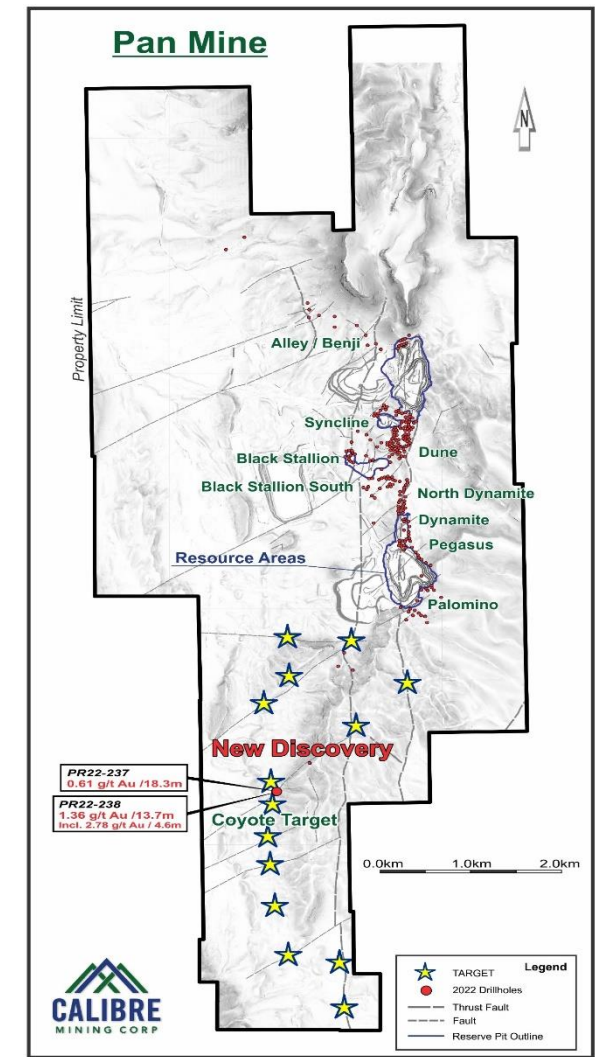 Pan Mine
N
Property Limit
Alley / Benji
Syncline
Dune
Black Stallion
Black Stallion South
North Dynamite
Dynamite
Pegasus
Resource Areas
Palomino
New Discovery
PR22-237
0.61 g/t Au /18.3m
PR22-238
1.36 g/t Au /13.7m
Incl. 2.78 g/t Au / 4.6m
Coyote Target
0.0km 1.0km 2.0km
Legend
TARGET
2022 Drillholes
Thrust Fault
Fault
Reserve Pit Outline
CALIBRE
MINING CORP